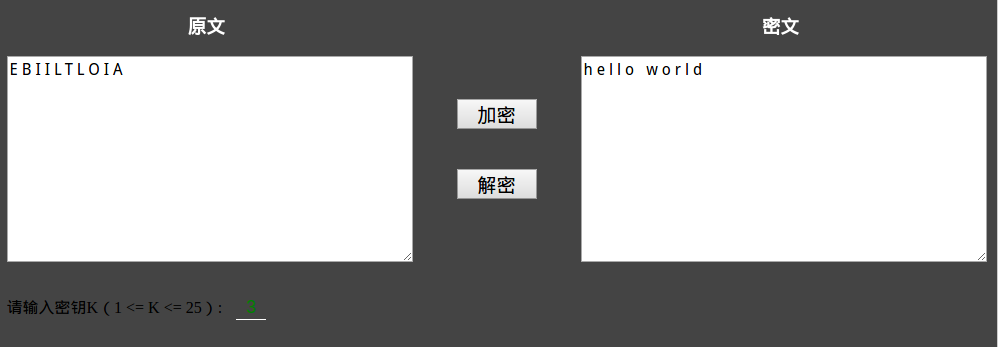 原文
密文
EBIILTLOIA
hello world
加密
解密
请输入密钥K ( 1 <= K <= 25 ) : 3